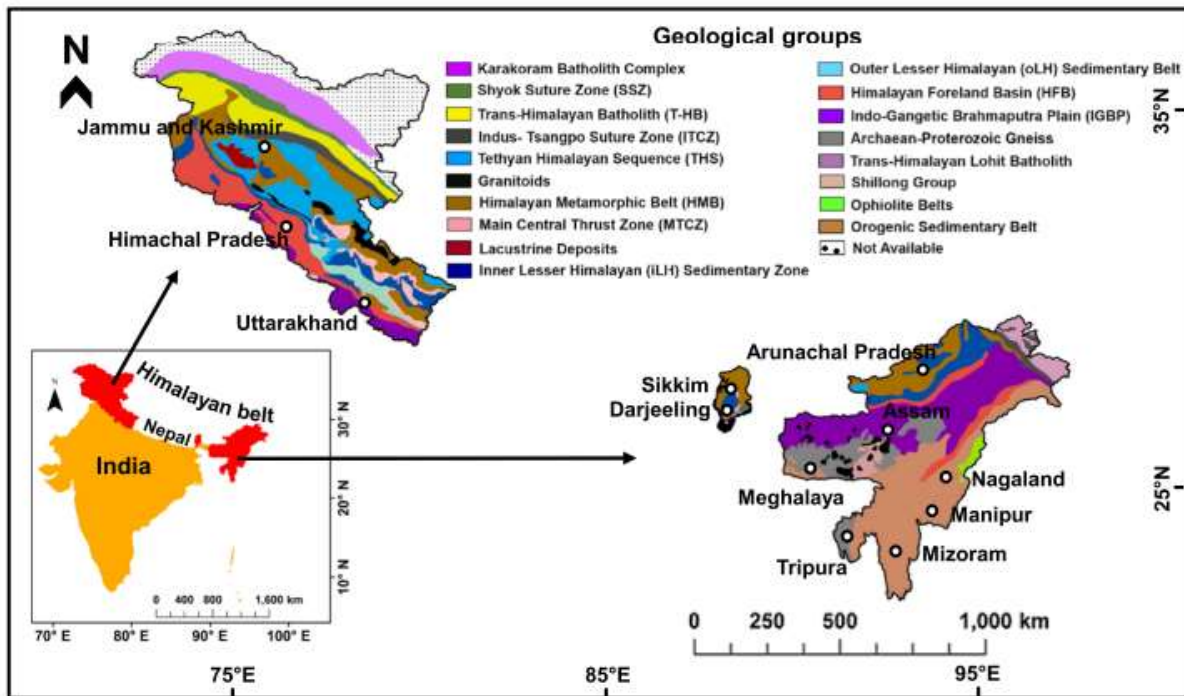 Geological groups
N
Karakoram Batholith Complex
Shyok Suture Zone (SSZ)
Trans-Himalayan Batholith (T-HB)
Indus- Tsangpo Suture Zone (ITCZ)
Tethyan Himalayan Sequence (THS)
Granitoids
Himalayan Metamorphic Belt (HMB)
Main Central Thrust Zone (MTCZ)
Lacustrine Deposits
Inner Lesser Himalayan (iLH) Sedimentary Zone
Outer Lesser Himalayan (oLH) Sedimentary Belt
Himalayan Foreland Basin (HFB)
Indo-Gangetic Brahmaputra Plain (IGBP)
Archaean-Proterozoic Gneiss
Trans-Himalayan Lohit Batholith
Shillong Group
Ophiolite Belts
Orogenic Sedimentary Belt
Not Available
35°N
25°N
Jammu and Kashmir
Himachal Pradesh
Uttarakhand
N
Himalayan belt
Nepal
India
30° N
20° N
10° N
0 400 800 1,600 km
70° E 80° E 90° E 100° E
Arunachal Pradesh
Sikkim
Darjeeling
Assam
Meghalaya
Nagaland
Manipur
Tripura
Mizoram
0 250 500 1,000 km
75°E 85°E 95°E